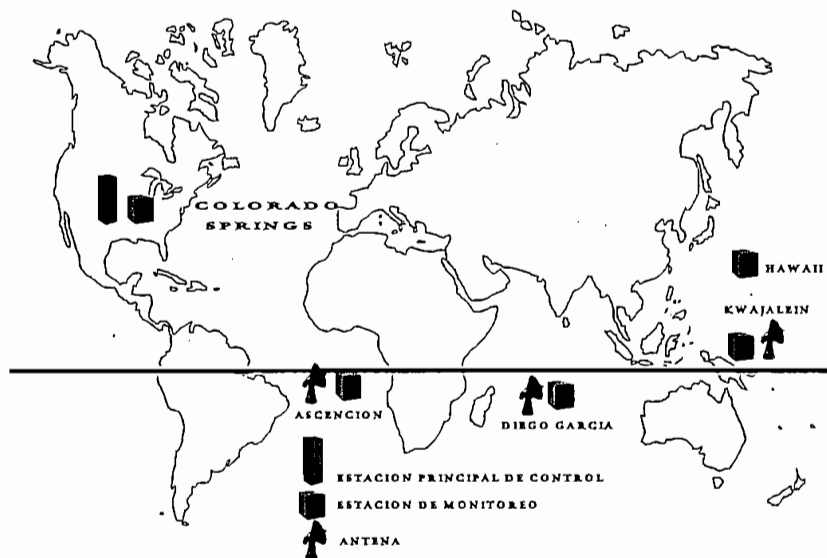 COLORADO
SPRINGS
HAWAII
KWAJALEIN
ASCENCION
DIEGO GARCIA
ESTACION PRINCIPAL DE CONTROL
ESTACION DE MONITOREO
ANTENA